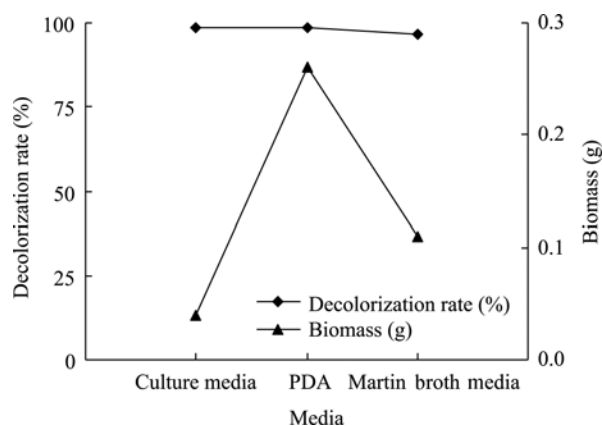 100
75
50
25
0
Decolorization rate (%)
0.3
0.2
0.1
0.0
Biomass (g)
Decolorization rate (%)
Biomass (g)
Culture media PDA Martin broth media
Media